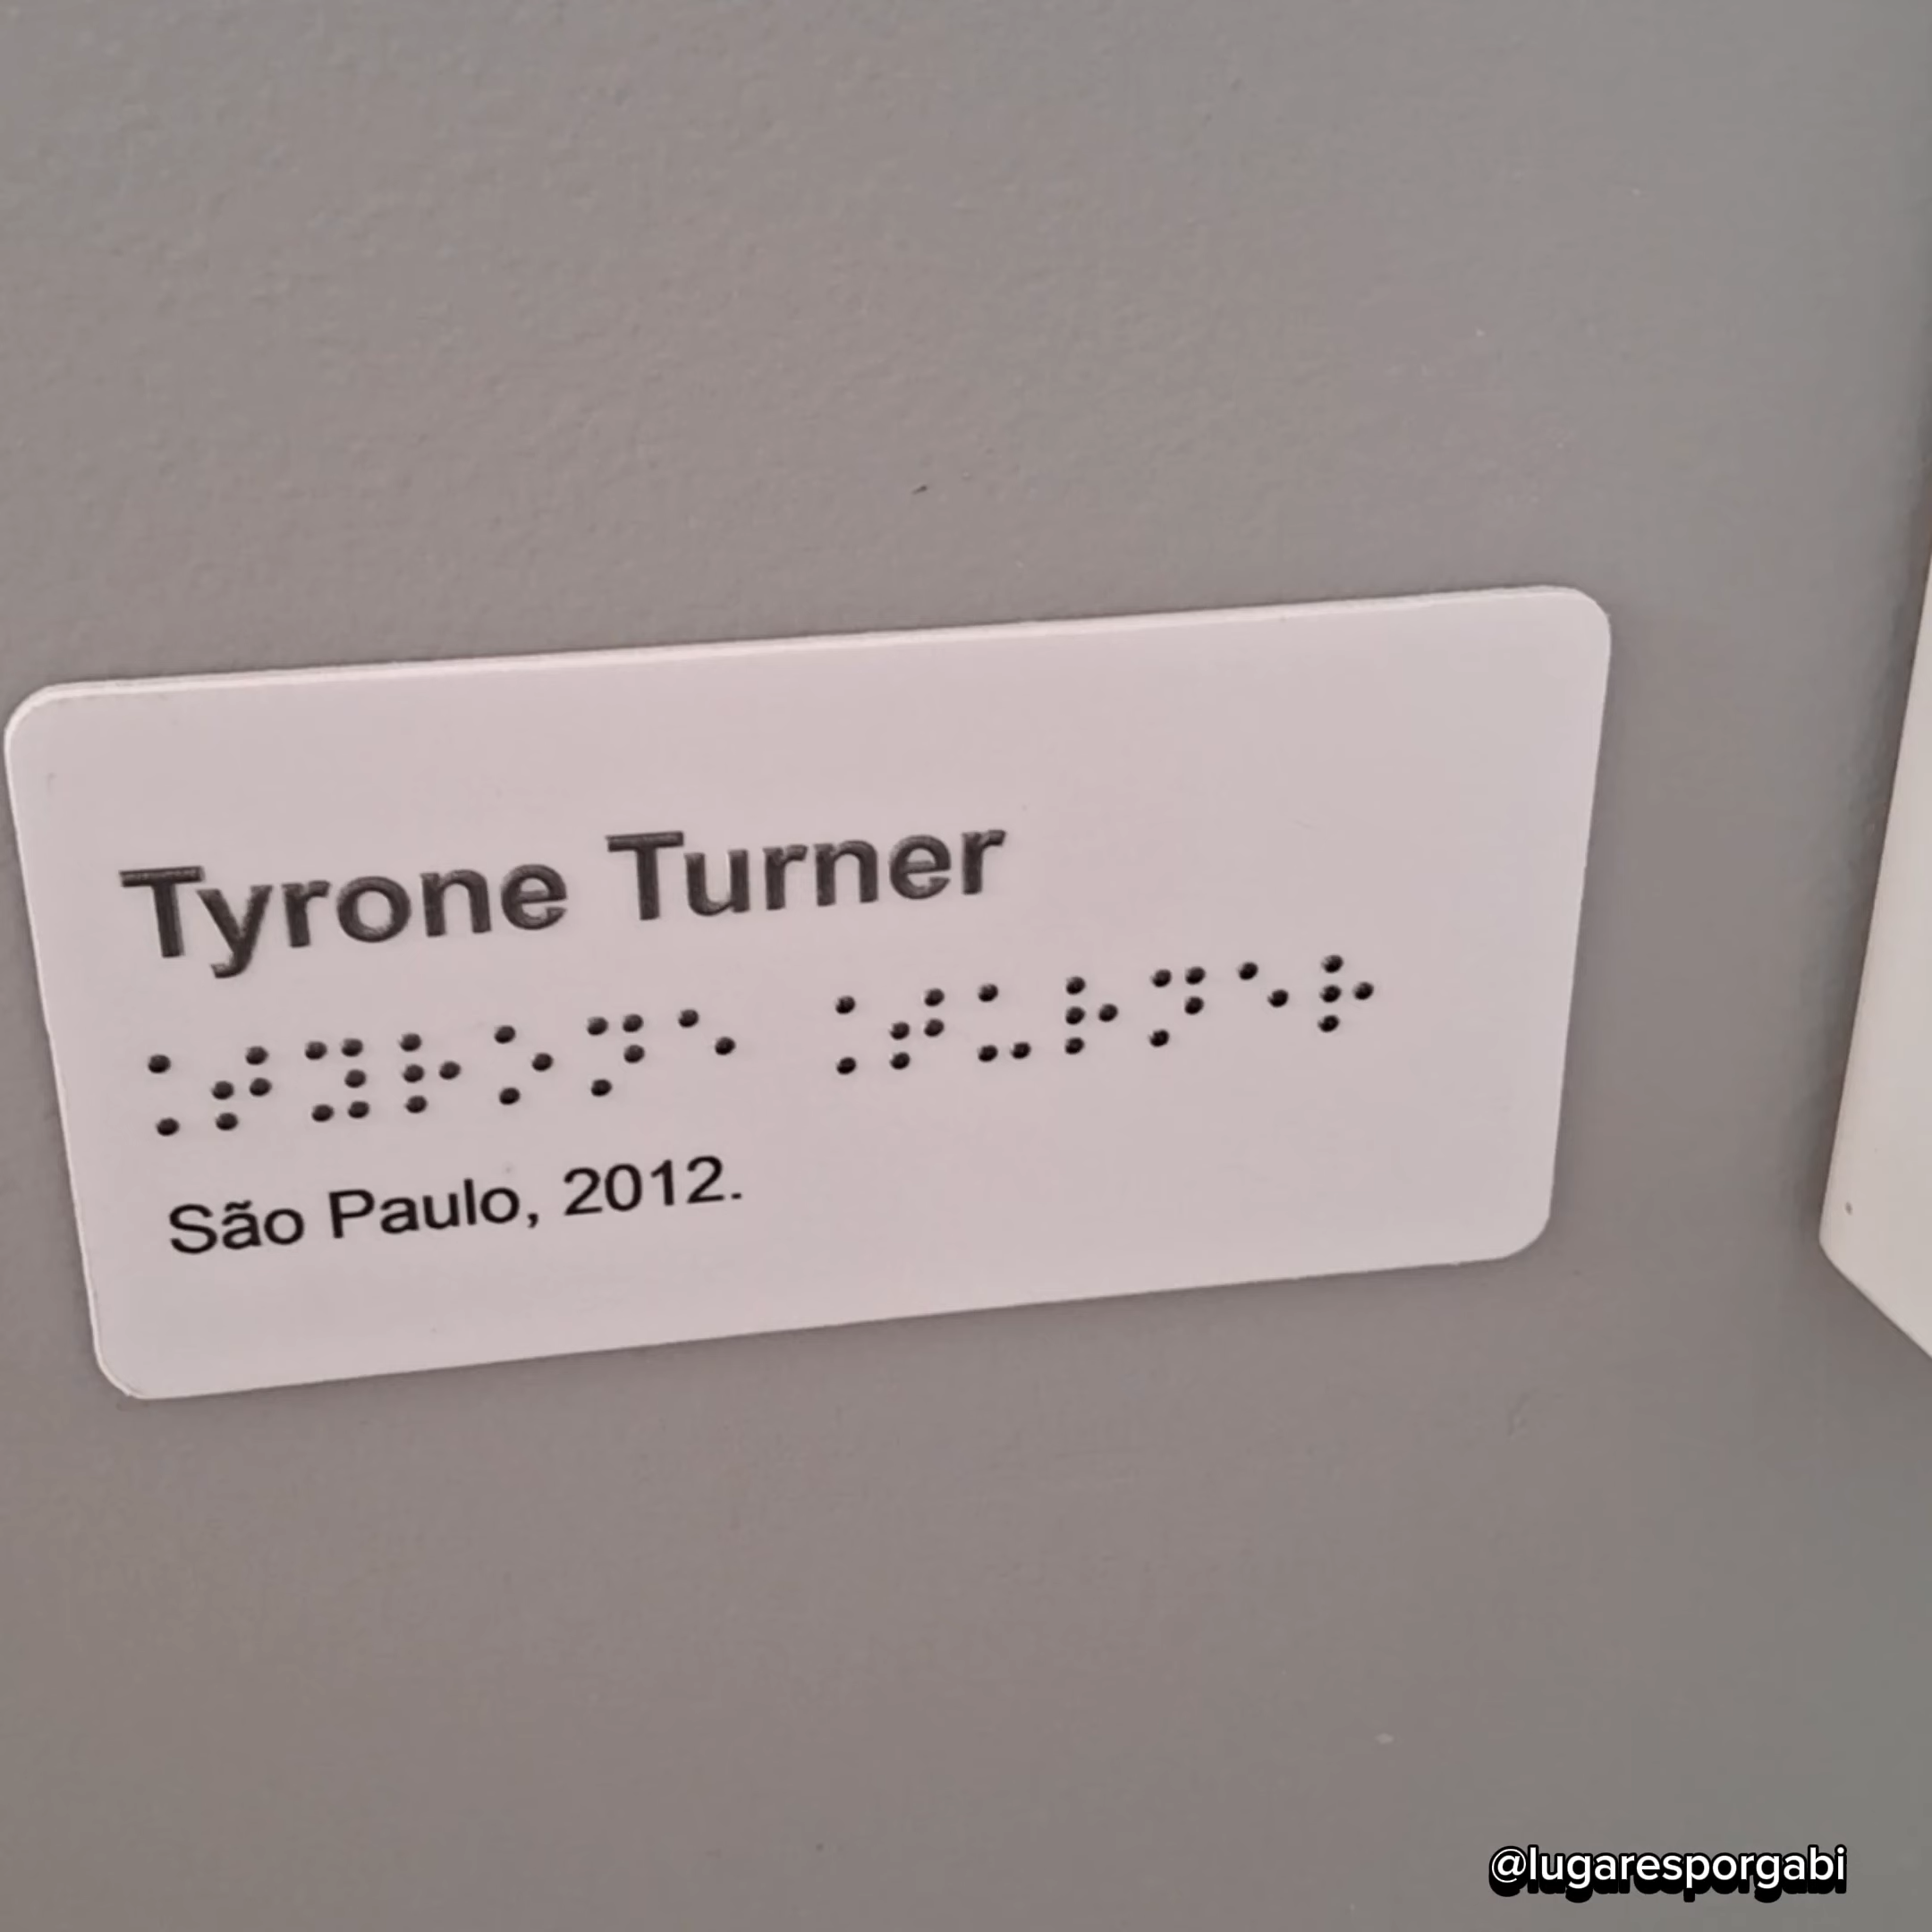 Tyrone Turner
⠅⠞⠽⠗⠕⠝⠑ ⠅⠞⠥⠗⠝⠑⠗
São Paulo, 2012.
@lugaresporgabi